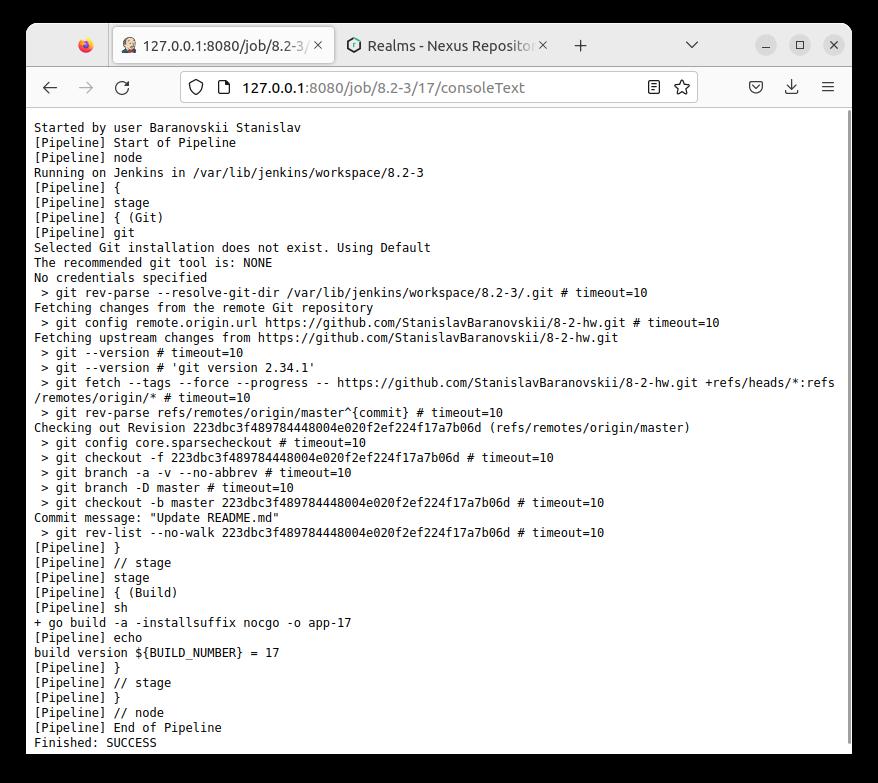 127.0.0.1:8080/job/8.2-3/
Realms - Nexus Reposito
127.0.0.1:8080/job/8.2-3/17/consoleText
Started by user Baranovskii Stanislav
[Pipeline] Start of Pipeline
[Pipeline] node
Running on Jenkins in /var/lib/jenkins/workspace/8.2-3
[Pipeline] {
[Pipeline] stage
[Pipeline] { (Git)
[Pipeline] git
Selected Git installation does not exist. Using Default
The recommended git tool is: NONE
No credentials specified
 > git rev-parse --resolve-git-dir /var/lib/jenkins/workspace/8.2-3/.git # timeout=10
Fetching changes from the remote Git repository
 > git config remote.origin.url https://github.com/StanislavBaranovskii/8-2-hw.git # timeout=10
Fetching upstream changes from https://github.com/StanislavBaranovskii/8-2-hw.git
 > git --version # timeout=10
 > git --version # 'git version 2.34.1'
 > git fetch --tags --force --progress -- https://github.com/StanislavBaranovskii/8-2-hw.git +refs/heads/*:refs
/remotes/origin/* # timeout=10
 > git rev-parse refs/remotes/origin/master^{commit} # timeout=10
Checking out Revision 223dbc3f489784448004e020f2ef224f17a7b06d (refs/remotes/origin/master)
 > git config core.sparsecheckout # timeout=10
 > git checkout -f 223dbc3f489784448004e020f2ef224f17a7b06d # timeout=10
 > git branch -a -v --no-abbrev # timeout=10
 > git branch -D master # timeout=10
 > git checkout -b master 223dbc3f489784448004e020f2ef224f17a7b06d # timeout=10
Commit message: "Update README.md"
 > git rev-list --no-walk 223dbc3f489784448004e020f2ef224f17a7b06d # timeout=10
[Pipeline] }
[Pipeline] // stage
[Pipeline] stage
[Pipeline] { (Build)
[Pipeline] sh
+ go build -a -installsuffix nocgo -o app-17
[Pipeline] echo
build version ${BUILD_NUMBER} = 17
[Pipeline] }
[Pipeline] // stage
[Pipeline] }
[Pipeline] // node
[Pipeline] End of Pipeline
Finished: SUCCESS